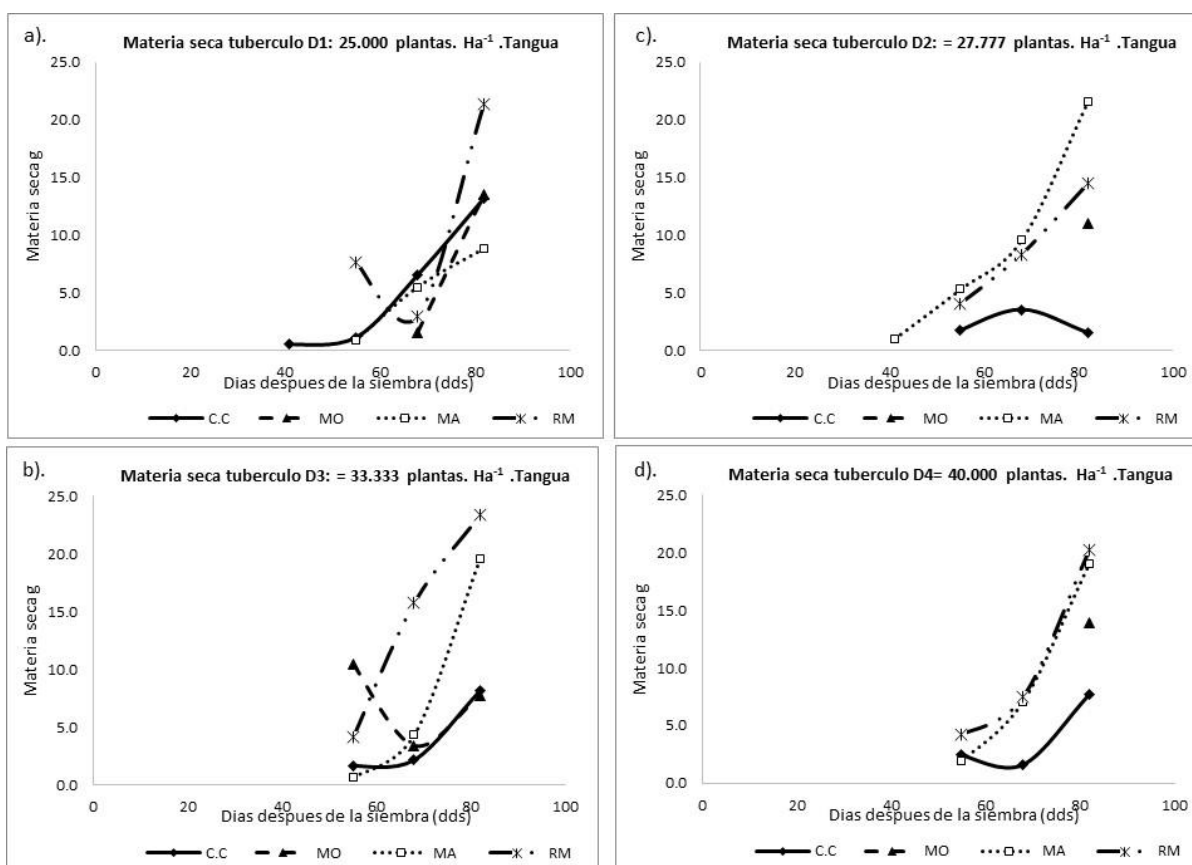 a).
Materia seca tuberculo D1: 25.000 plantas. Ha⁻¹ .Tangua
25.0
20.0
15.0
10.0
5.0
0.0
Materia seca g
0 20 40 60 80 100
Dias despues de la siembra (dds)
C.C MO MA RM
c).
Materia seca tuberculo D2: = 27.777 plantas. Ha⁻¹ .Tangua
25.0
20.0
15.0
10.0
5.0
0.0
Materia seca g
0 20 40 60 80 100
Dias despues de la siembra (dds)
C.C MO MA RM
b).
Materia seca tuberculo D3: = 33.333 plantas. Ha⁻¹ .Tangua
25.0
20.0
15.0
10.0
5.0
0.0
Materia seca g
0 20 40 60 80 100
Dias despues de la siembra (dds)
C.C MO MA RM
d).
Materia seca tuberculo D4= 40.000 plantas. Ha⁻¹ .Tangua
25.0
20.0
15.0
10.0
5.0
0.0
Materia seca g
0 20 40 60 80 100
Dias despues de la siembra (dds)
C.C MO MA RM